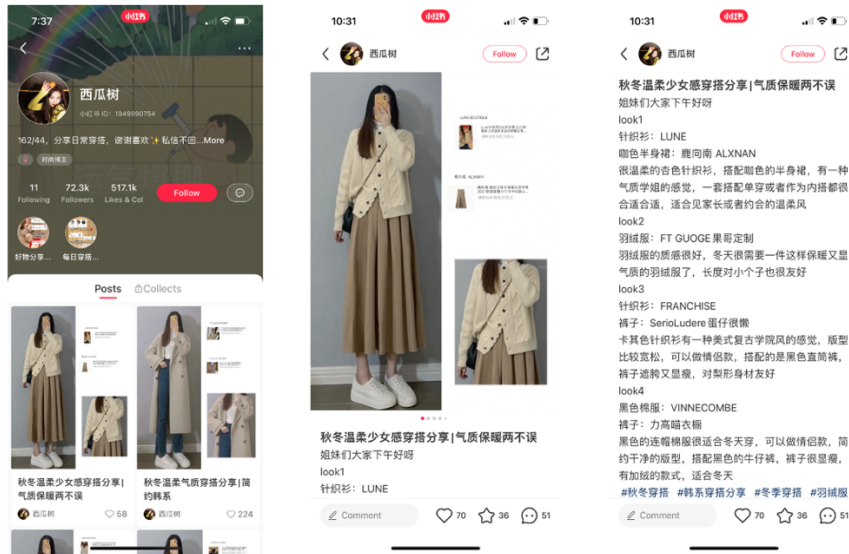 7:37
小红书
西瓜树
小红书 ID: 1049990754
162/44，分享日常穿搭，谢谢喜欢✨私信不回...More
时尚博主
11
Following
72.3k
Followers
517.1k
Likes & Col
Follow
好物分享...
每日穿搭...
Posts
Collects
秋冬温柔少女感穿搭分享|
气质保暖两不误
西瓜树
58
秋冬温柔气质穿搭分享|简
约韩系
西瓜树
224
10:31
小红书
西瓜树
Follow
LUNE BOUTIQUE
鹿向南 ALXNAN
秋冬温柔少女感穿搭分享|气质保暖两不误
姐妹们大家下午好呀
look1
针织衫：LUNE
Comment
70
36
51
10:31
小红书
西瓜树
Follow
秋冬温柔少女感穿搭分享|气质保暖两不误
姐妹们大家下午好呀
look1
针织衫：LUNE
咖色半身裙：鹿向南 ALXNAN
很温柔的杏色针织衫，搭配咖色的半身裙，有一种
气质学姐的感觉，一套搭配单穿或者作为内搭都很
合适合适，适合见家长或者约会的温柔风
look2
羽绒服：FT GUOGE果哥定制
羽绒服的质感很好，冬天很需要一件这样保暖又显
气质的羽绒服了，长度对小个子也很友好
look3
针织衫：FRANCHISE
裤子：SerioLudere蛋仔很懒
卡其色针织衫有一种美式复古学院风的感觉，版型
比较宽松，可以做情侣款，搭配的是黑色直筒裤，
裤子遮胯又显瘦，对梨形身材友好
look4
黑色棉服：VINNECOMBE
裤子：力高瞄衣橱
黑色的连帽棉服很适合冬天穿，可以做情侣款，简
约干净的版型，搭配黑色的牛仔裤，裤子很显瘦，
有加绒的款式，适合冬天
#秋冬穿搭 #韩系穿搭分享 #冬季穿搭 #羽绒服
Comment
70
36
51